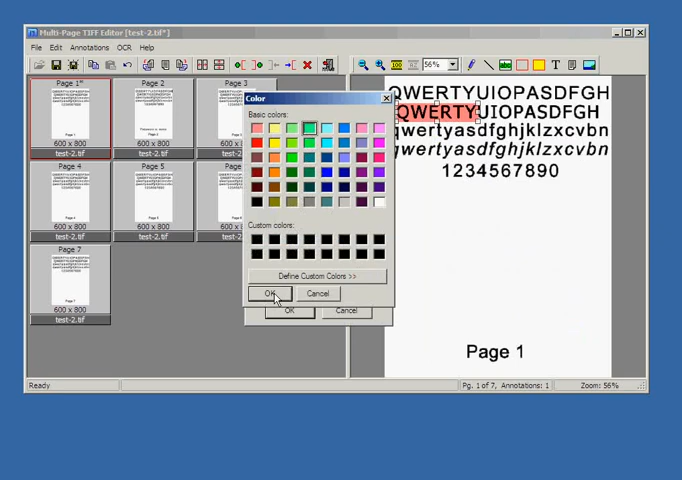 Multi-Page TIFF Editor [test-2.tif*]
File Edit Annotations OCR Help
56%
Page 1*
Page 2
Page 3
600 x 800
600 x 800
test-2.tif
test-2.tif
Page 4
Page 5
600 x 800
600 x 800
test-2.tif
test-2.tif
Page 7
Page 7
600 x 800
test-2.tif
Color
Basic colors:
Custom colors:
Define Custom Colors >>
OK
Cancel
OK
Cancel
QWERTYUIOPASDFGH
QWERTYUIOPASDFGH
qwertyasdfghjklzxcvbn
qwertyasdfghjklzxcvbn
1234567890
Page 1
Ready
Pg. 1 of 7, Annotations: 1
Zoom: 56%